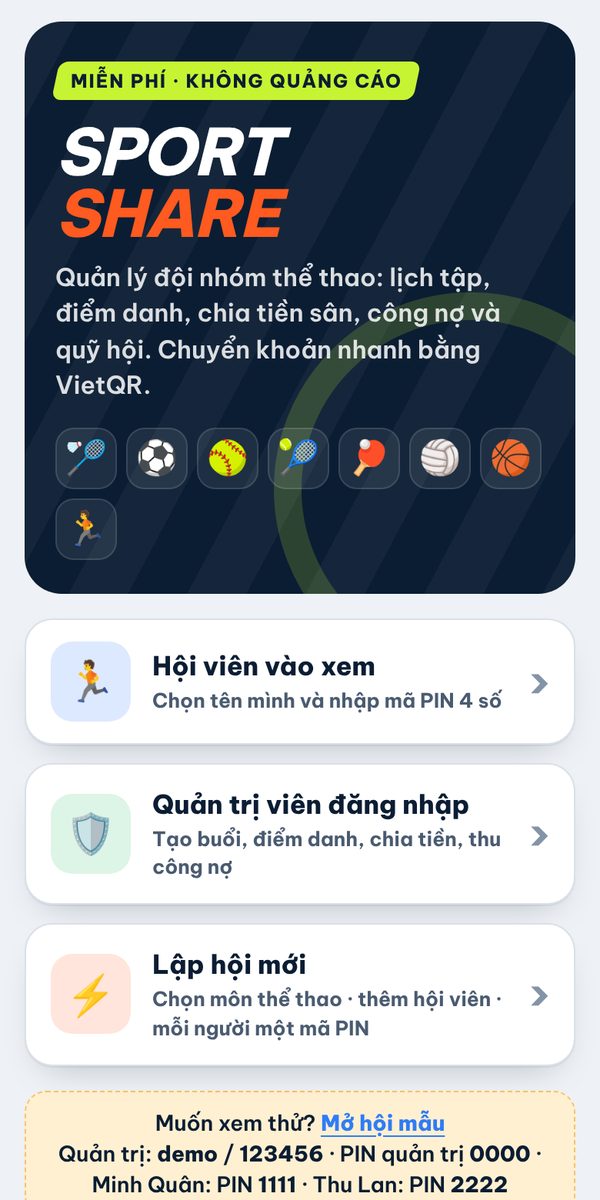 MIỄN PHÍ · KHÔNG QUẢNG CÁO
SPORT
SHARE
Quản lý đội nhóm thể thao: lịch tập,
điểm danh, chia tiền sân, công nợ và
quỹ hội. Chuyển khoản nhanh bằng
VietQR.
Hội viên vào xem
Chọn tên mình và nhập mã PIN 4 số
Quản trị viên đăng nhập
Tạo buổi, điểm danh, chia tiền, thu
công nợ
Lập hội mới
Chọn môn thể thao · thêm hội viên ·
mỗi người một mã PIN
Muốn xem thử? Mở hội mẫu
Quản trị: demo / 123456 · PIN quản trị 0000 ·
Minh Quân: PIN 1111 · Thu Lan: PIN 2222